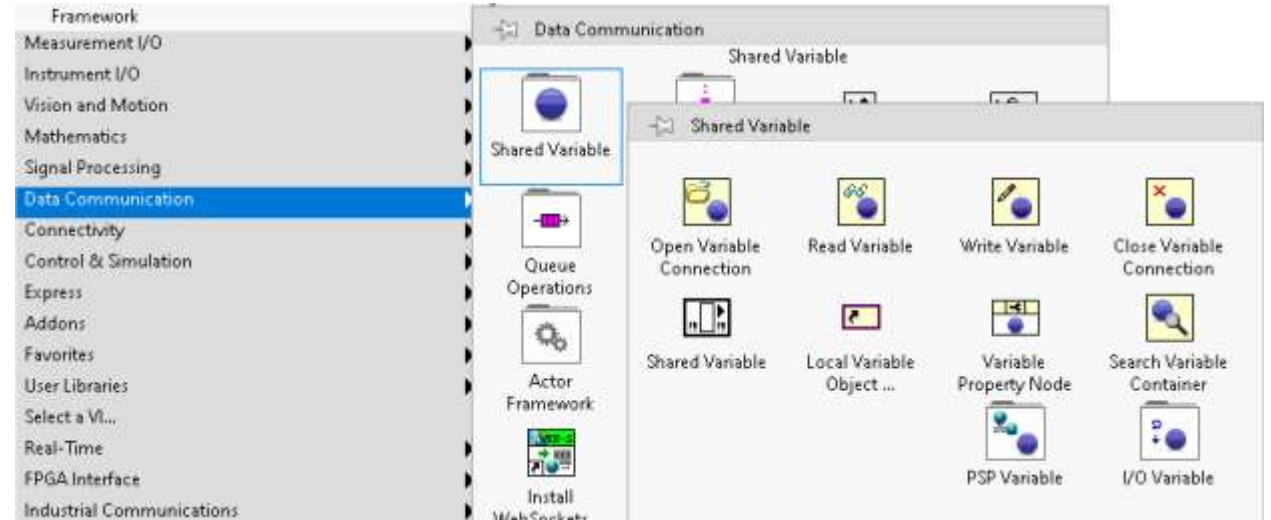 Framework
Measurement I/O
Instrument I/O
Vision and Motion
Mathematics
Signal Processing
Data Communication
Connectivity
Control & Simulation
Express
Addons
Favorites
User Libraries
Select a VI...
Real-Time
FPGA Interface
Industrial Communications
Data Communication
Shared Variable
Shared Variable
Queue
Operations
Actor
Framework
Install
WebSockets
Shared Variable
Open Variable
Connection
Read Variable
Write Variable
Close Variable
Connection
Shared Variable
Local Variable
Object ...
Variable
Property Node
Search Variable
Container
PSP Variable
I/O Variable